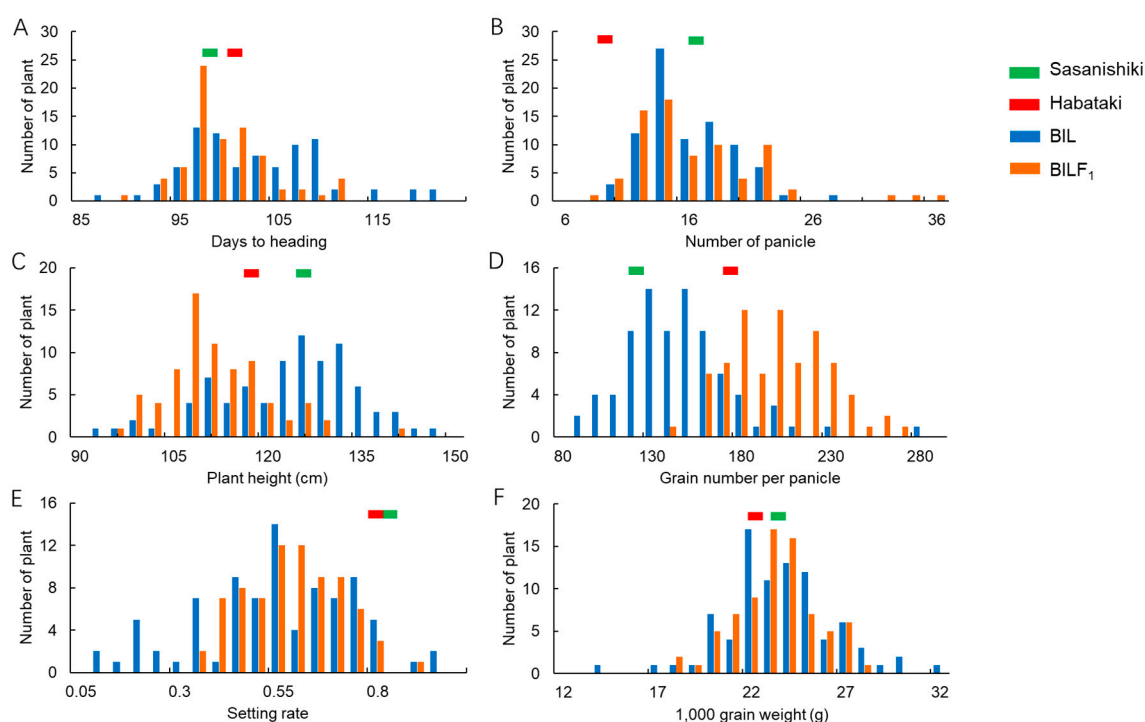 A
30
25
20
15
10
5
0
Number of plant
85 95 105 115
Days to heading
B
30
25
20
15
10
5
0
Number of plant
6 16 26 36
Number of panicle
Sasanishiki
Habataki
BIL
BILF₁
C
20
15
10
5
0
Number of plant
90 105 120 135 150
Plant height (cm)
D
16
12
8
4
0
Number of plant
80 130 180 230 280
Grain number per panicle
E
16
12
8
4
0
Number of plant
0.05 0.3 0.55 0.8
Setting rate
F
20
15
10
5
0
Number of plant
12 17 22 27 32
1,000 grain weight (g)